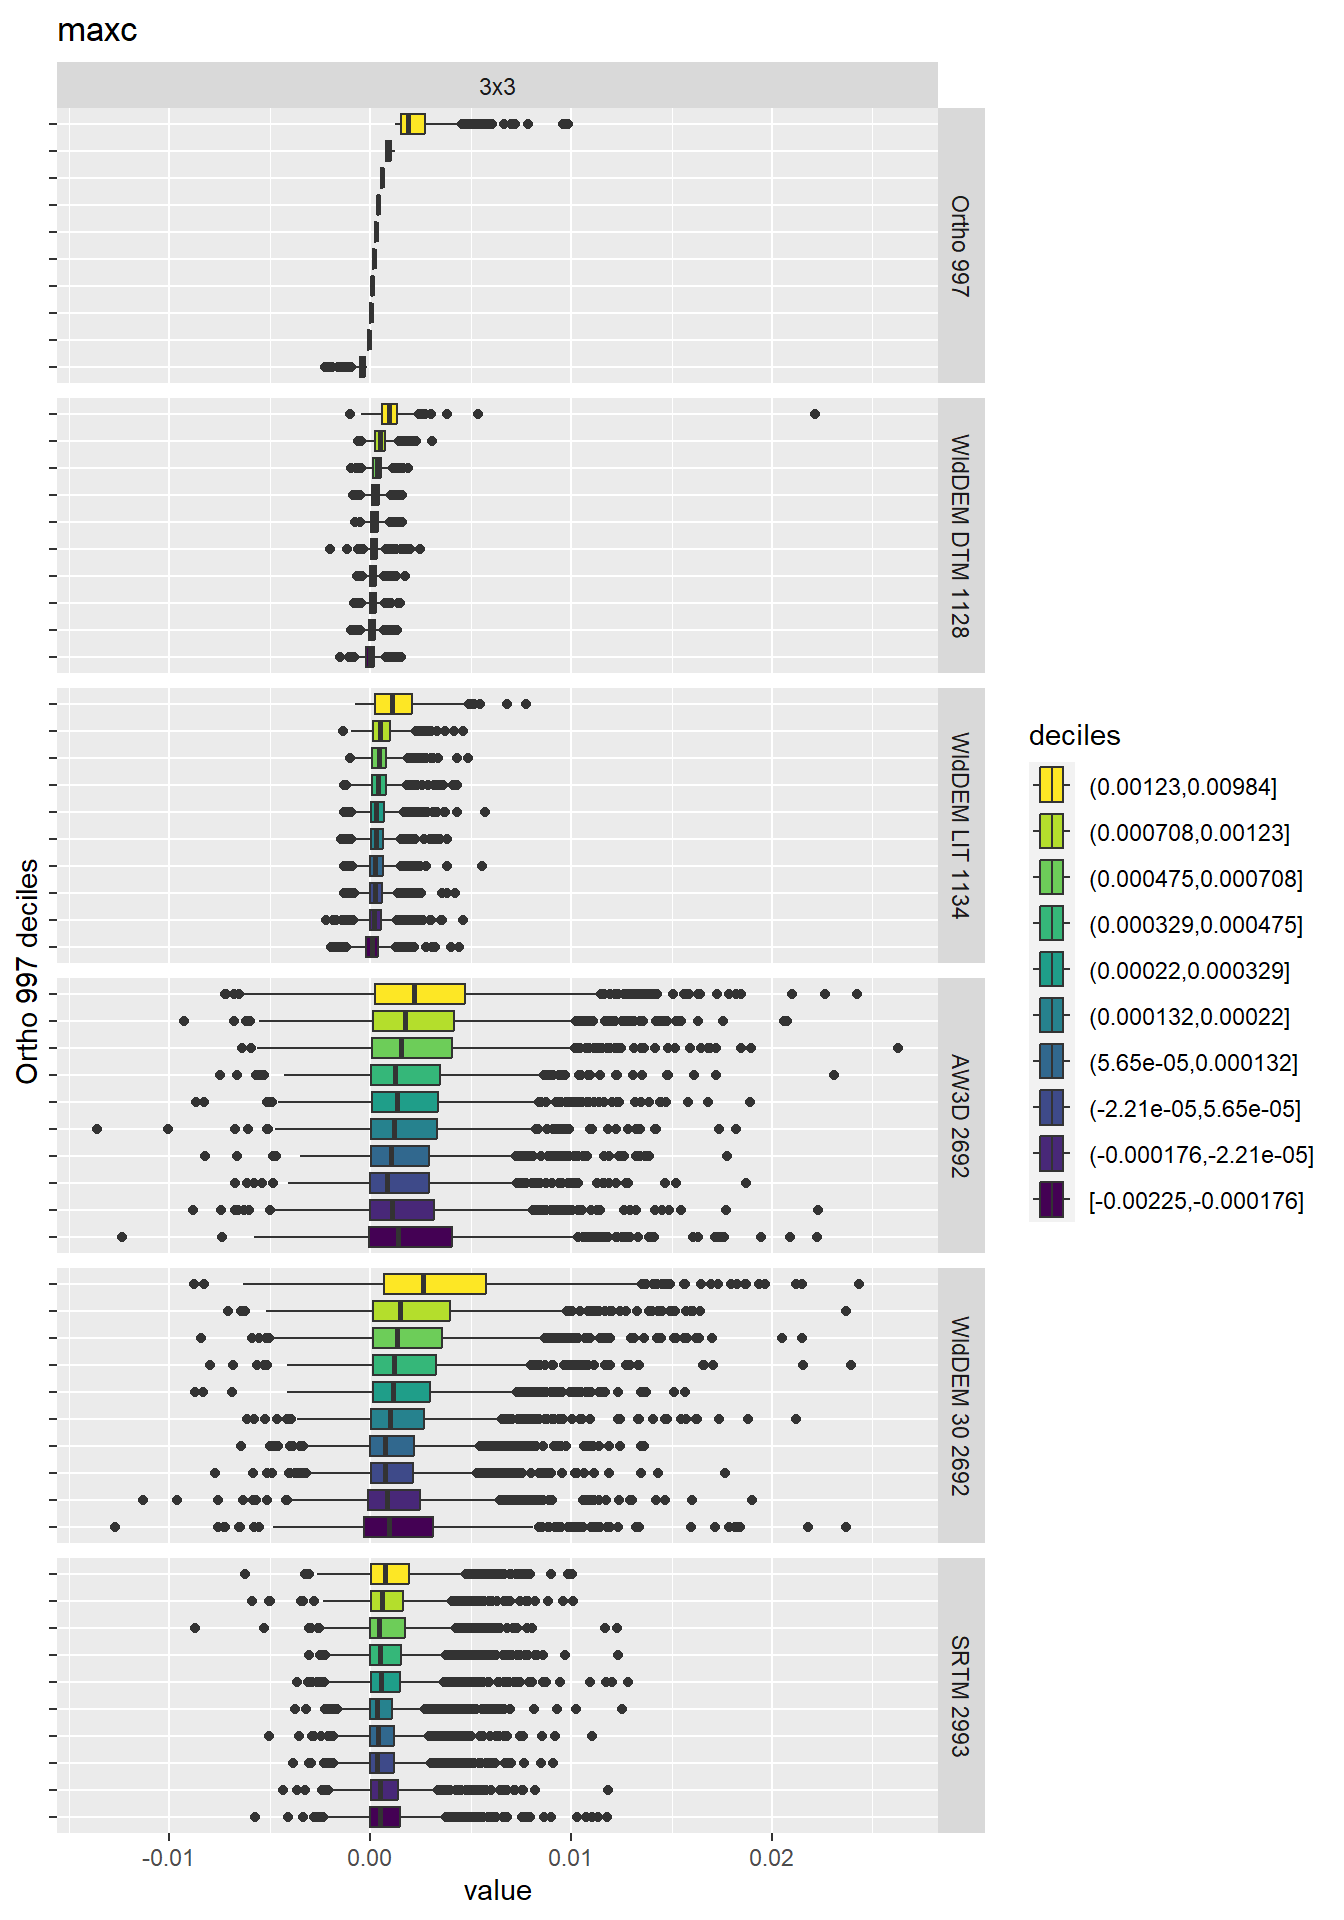 maxc
3x3
Ortho 997
WldDEM DTM 1128
WldDEM LIT 1134
AW3D 2692
WldDEM 30 2692
SRTM 2993
Ortho 997 deciles
-0.01
0.00
0.01
0.02
value
deciles
(0.00123,0.00984]
(0.000708,0.00123]
(0.000475,0.000708]
(0.000329,0.000475]
(0.00022,0.000329]
(0.000132,0.00022]
(5.65e-05,0.000132]
(-2.21e-05,5.65e-05]
(-0.000176,-2.21e-05]
[-0.00225,-0.000176]